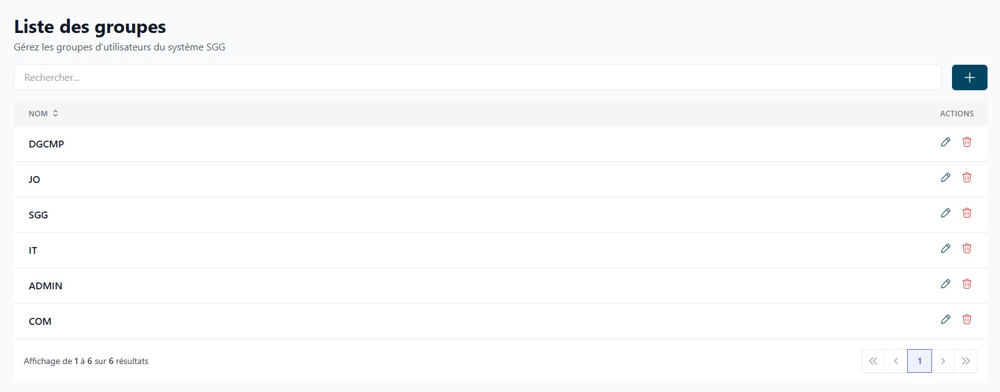 Liste des groupes
Gérez les groupes d'utilisateurs du système SGG
Rechercher...
NOM ACTIONS
DGCMP
JO
SGG
IT
ADMIN
COM
Affichage de 1 à 6 sur 6 résultats 1